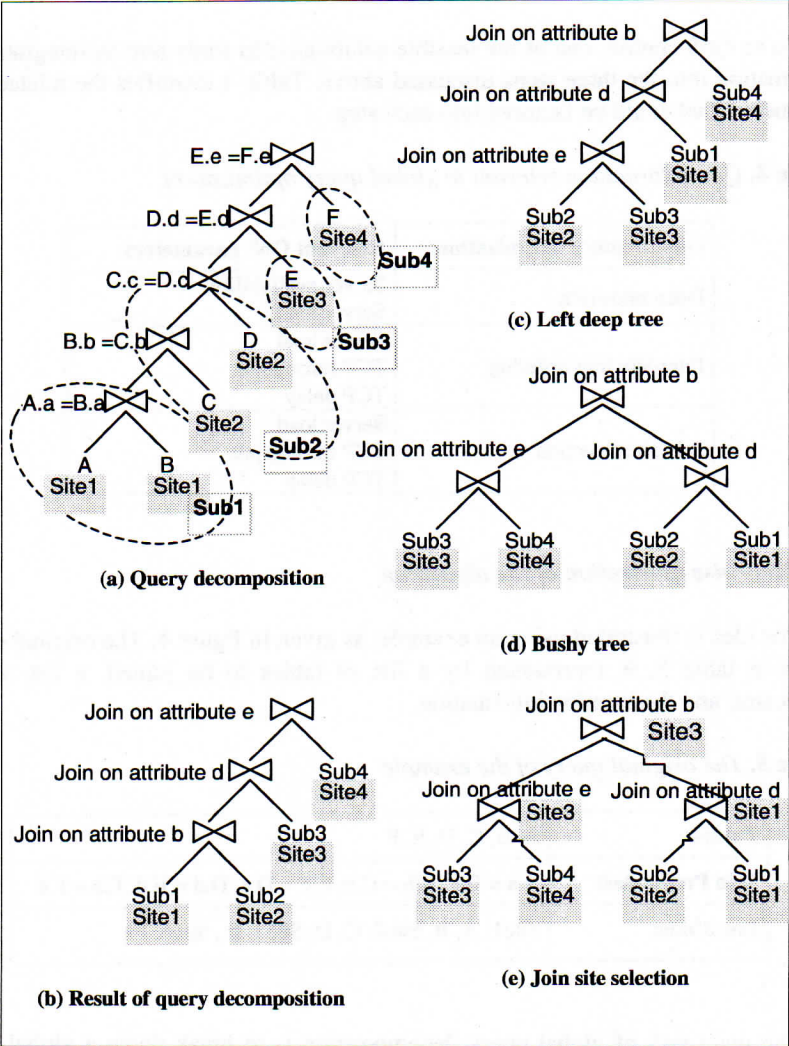 E.e =F.e
D.d =E.d
F
Site4
Sub4
C.c =D.d
E
Site3
B.b =C.b
D
Site2
Sub3
A.a =B.a
C
Site2
Sub2
A
Site1
B
Site1
Sub1
(a) Query decomposition
Join on attribute e
Join on attribute d
Sub4
Site4
Join on attribute b
Sub3
Site3
Sub1
Site1
Sub2
Site2
(b) Result of query decomposition
Join on attribute b
Join on attribute d
Sub4
Site4
Join on attribute e
Sub1
Site1
Sub2
Site2
Sub3
Site3
(c) Left deep tree
Join on attribute b
Join on attribute e
Join on attribute d
Sub3
Site3
Sub4
Site4
Sub2
Site2
Sub1
Site1
(d) Bushy tree
Join on attribute b
Site3
Join on attribute e
Site3
Join on attribute d
Site1
Sub3
Site3
Sub4
Site4
Sub2
Site2
Sub1
Site1
(e) Join site selection